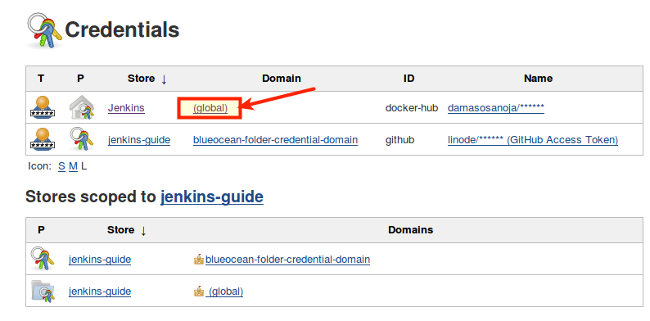 Credentials
T P Store ↓ Domain ID Name
Jenkins (global) docker-hub damasosanoja/******
jenkins-guide blueocean-folder-credential-domain github linode/****** (GitHub Access Token)
Icon: S M L
Stores scoped to jenkins-guide
P Store ↓ Domains
jenkins-guide blueocean-folder-credential-domain
jenkins-guide (global)